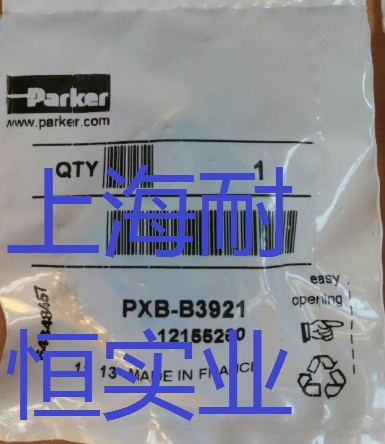 Parker
www.parker.com
QTY 1
上海耐
PXB-B3921
easy
opening
恒实业
13 MADE IN FRANCE